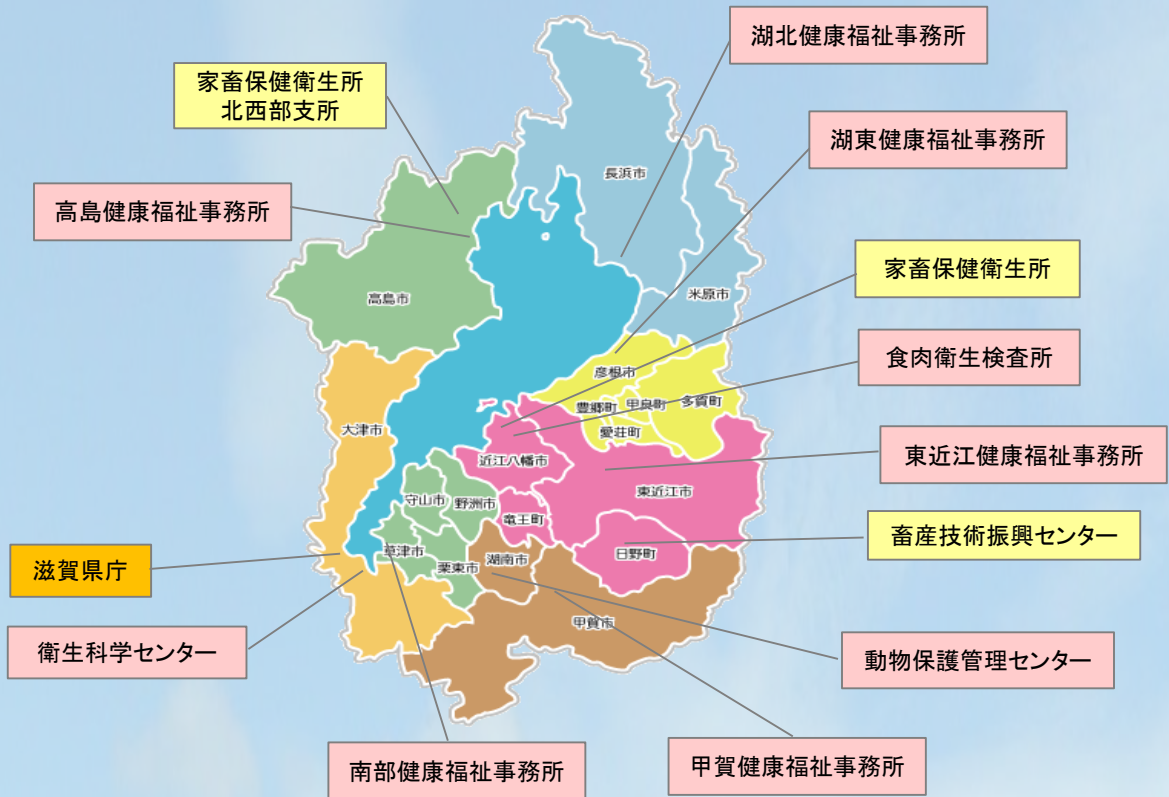 湖北健康福祉事務所
家畜保健衛生所
北西部支所
湖東健康福祉事務所
長浜市
高島健康福祉事務所
家畜保健衛生所
米原市
高島市
食肉衛生検査所
彦根市
豊郷町
甲良町
多賀町
大津市
愛荘町
東近江健康福祉事務所
近江八幡市
東近江市
守山市
野洲市
竜王町
畜産技術振興センター
草津市
日野町
滋賀県庁
栗東市
湖南市
甲賀市
衛生科学センター
動物保護管理センター
南部健康福祉事務所
甲賀健康福祉事務所